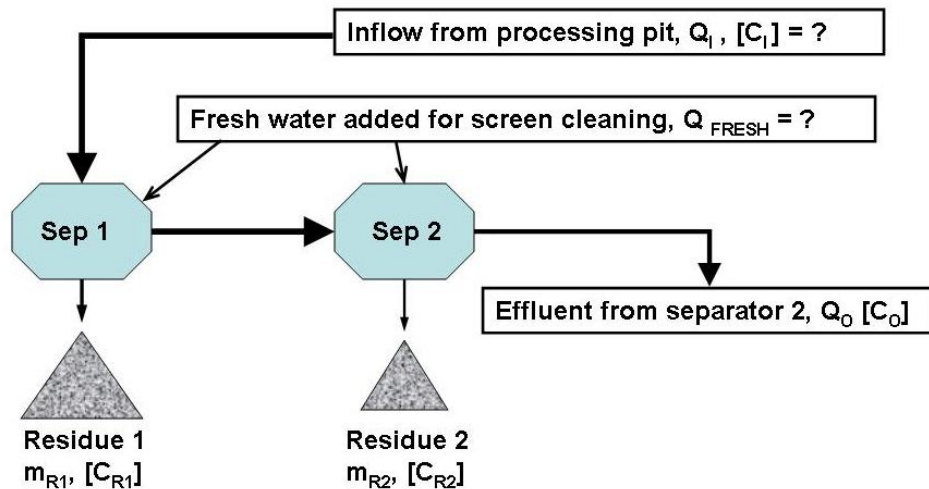 Inflow from processing pit, Q_I , [C_I] = ?
Fresh water added for screen cleaning, Q _FRESH = ?
Sep 1
Sep 2
Effluent from separator 2, Q_O [C_O]
Residue 1
m_R1, [C_R1]
Residue 2
m_R2, [C_R2]